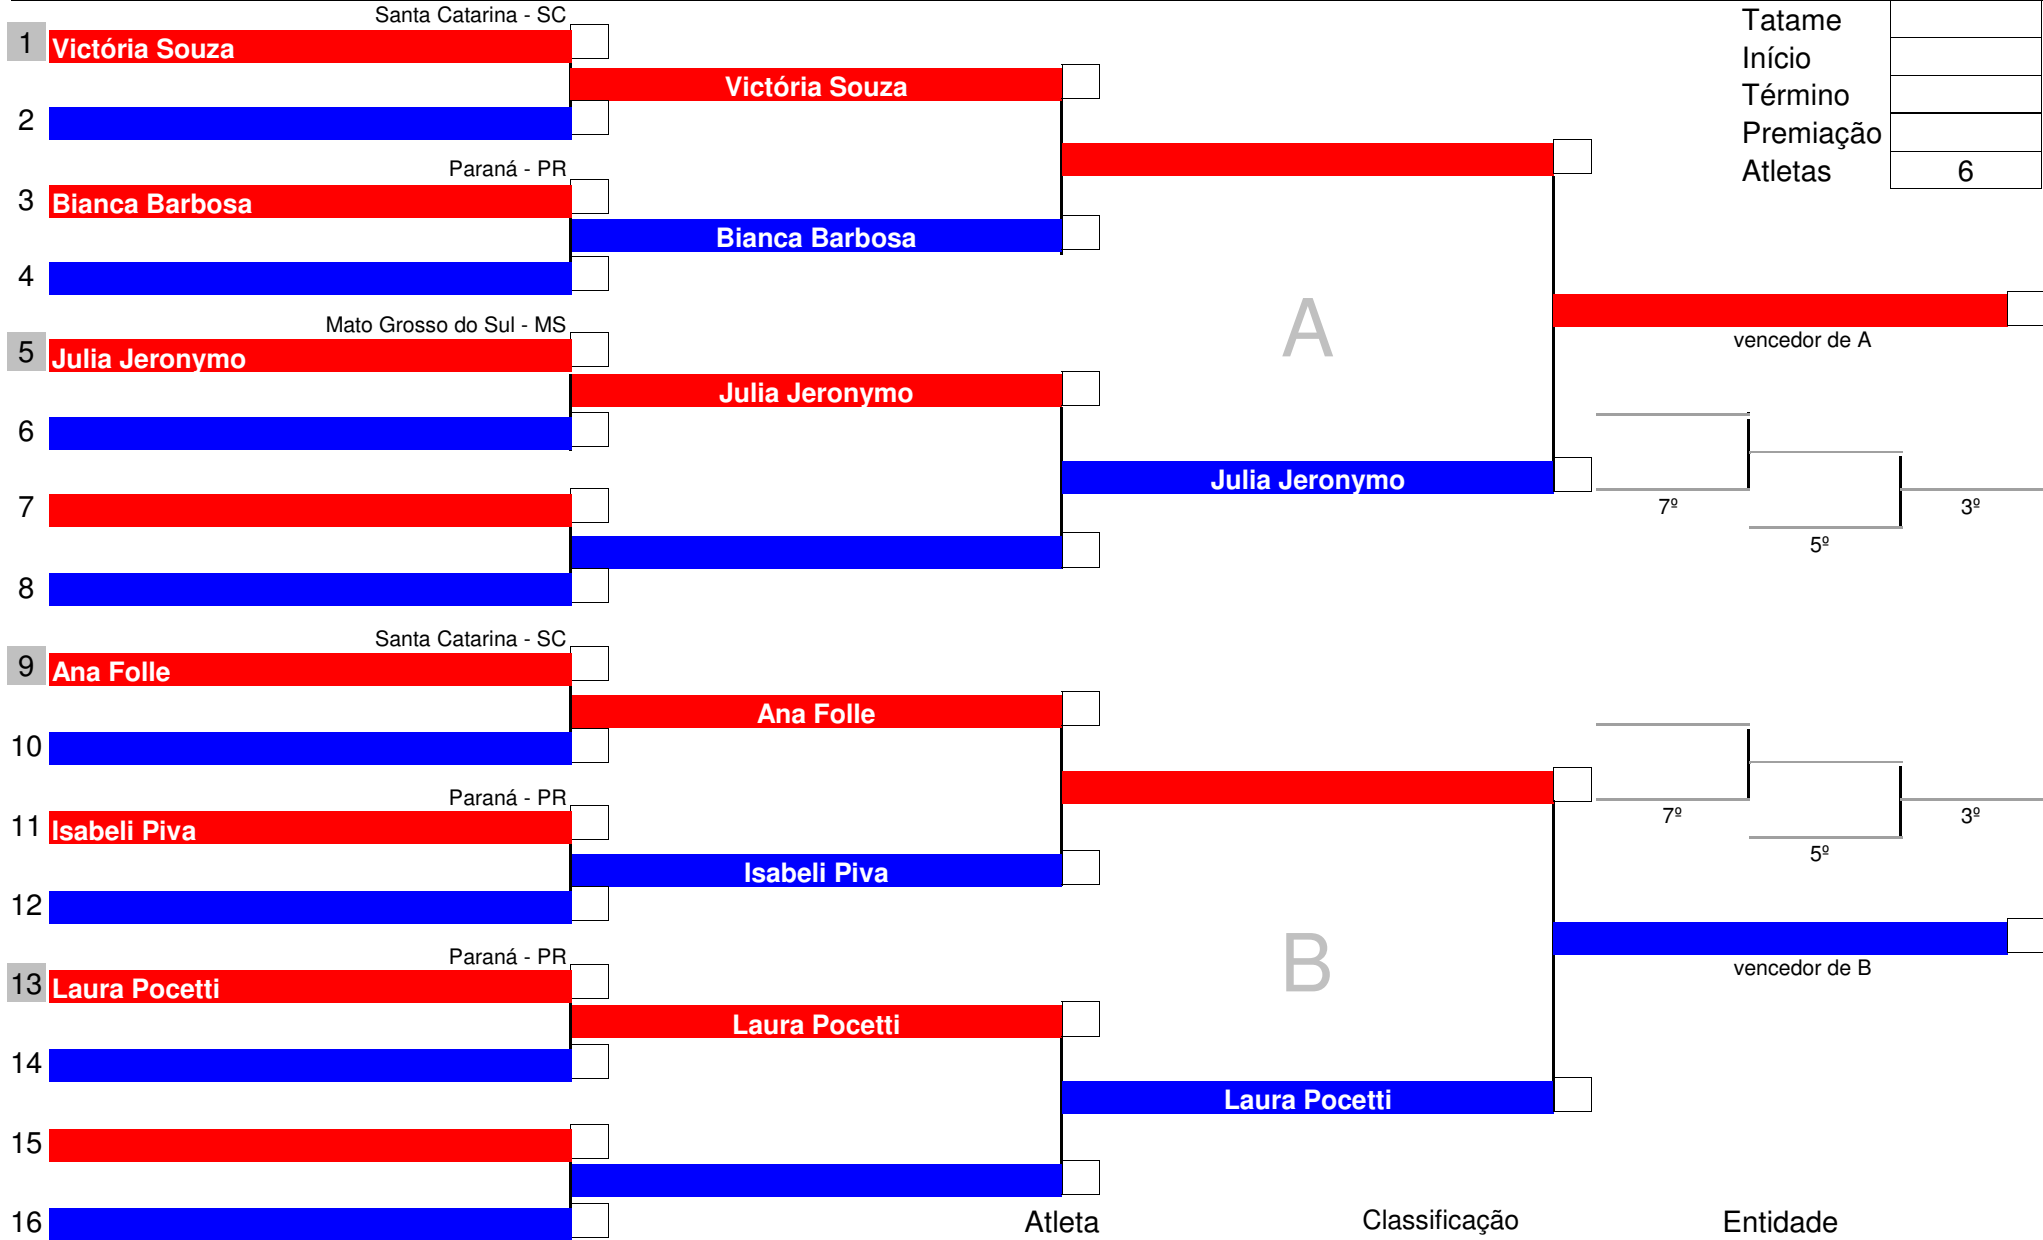 Santa Catarina - SC
1 Victória Souza
Victória Souza
2
Paraná - PR
3 Bianca Barbosa
Bianca Barbosa
4
Mato Grosso do Sul - MS
5 Julia Jeronymo
Julia Jeronymo
6
Julia Jeronymo
7
8
A
Tatame
Início
Término
Premiação
Atletas 6
vencedor de A
7º
3º
5º
Santa Catarina - SC
9 Ana Folle
Ana Folle
10
Paraná - PR
11 Isabeli Piva
Isabeli Piva
12
Paraná - PR
13 Laura Pocetti
Laura Pocetti
14
Laura Pocetti
15
16
B
7º
3º
5º
vencedor de B
Atleta Classificação Entidade